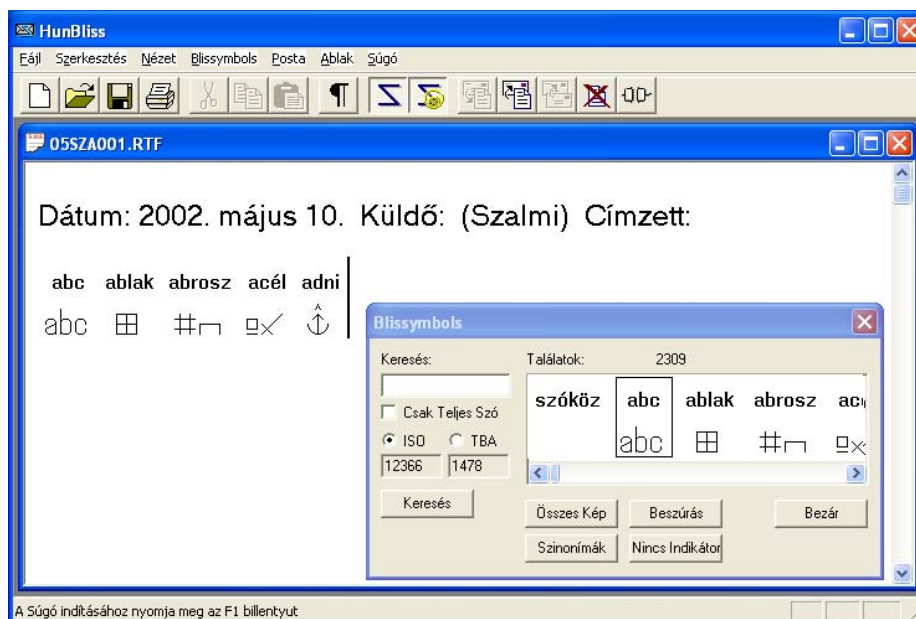 HunBliss
Fájl Szerkesztés Nézet Blissymbols Posta Ablak Súgó
05SZA001.RTF
Dátum: 2002. május 10. Küldő: (Szalmi) Címzett:
abc ablak abrosz acél adni
abc
Blissymbols
Keresés:
Találatok: 2309
szóköz abc ablak abrosz
abc
Csak Teljes Szó
ISO TBA
12366 1478
Keresés
Összes Kép Beszúrás Bezár
Szinonímák Nincs Indikátor
A Súgó indításához nyomja meg az F1 billentyut